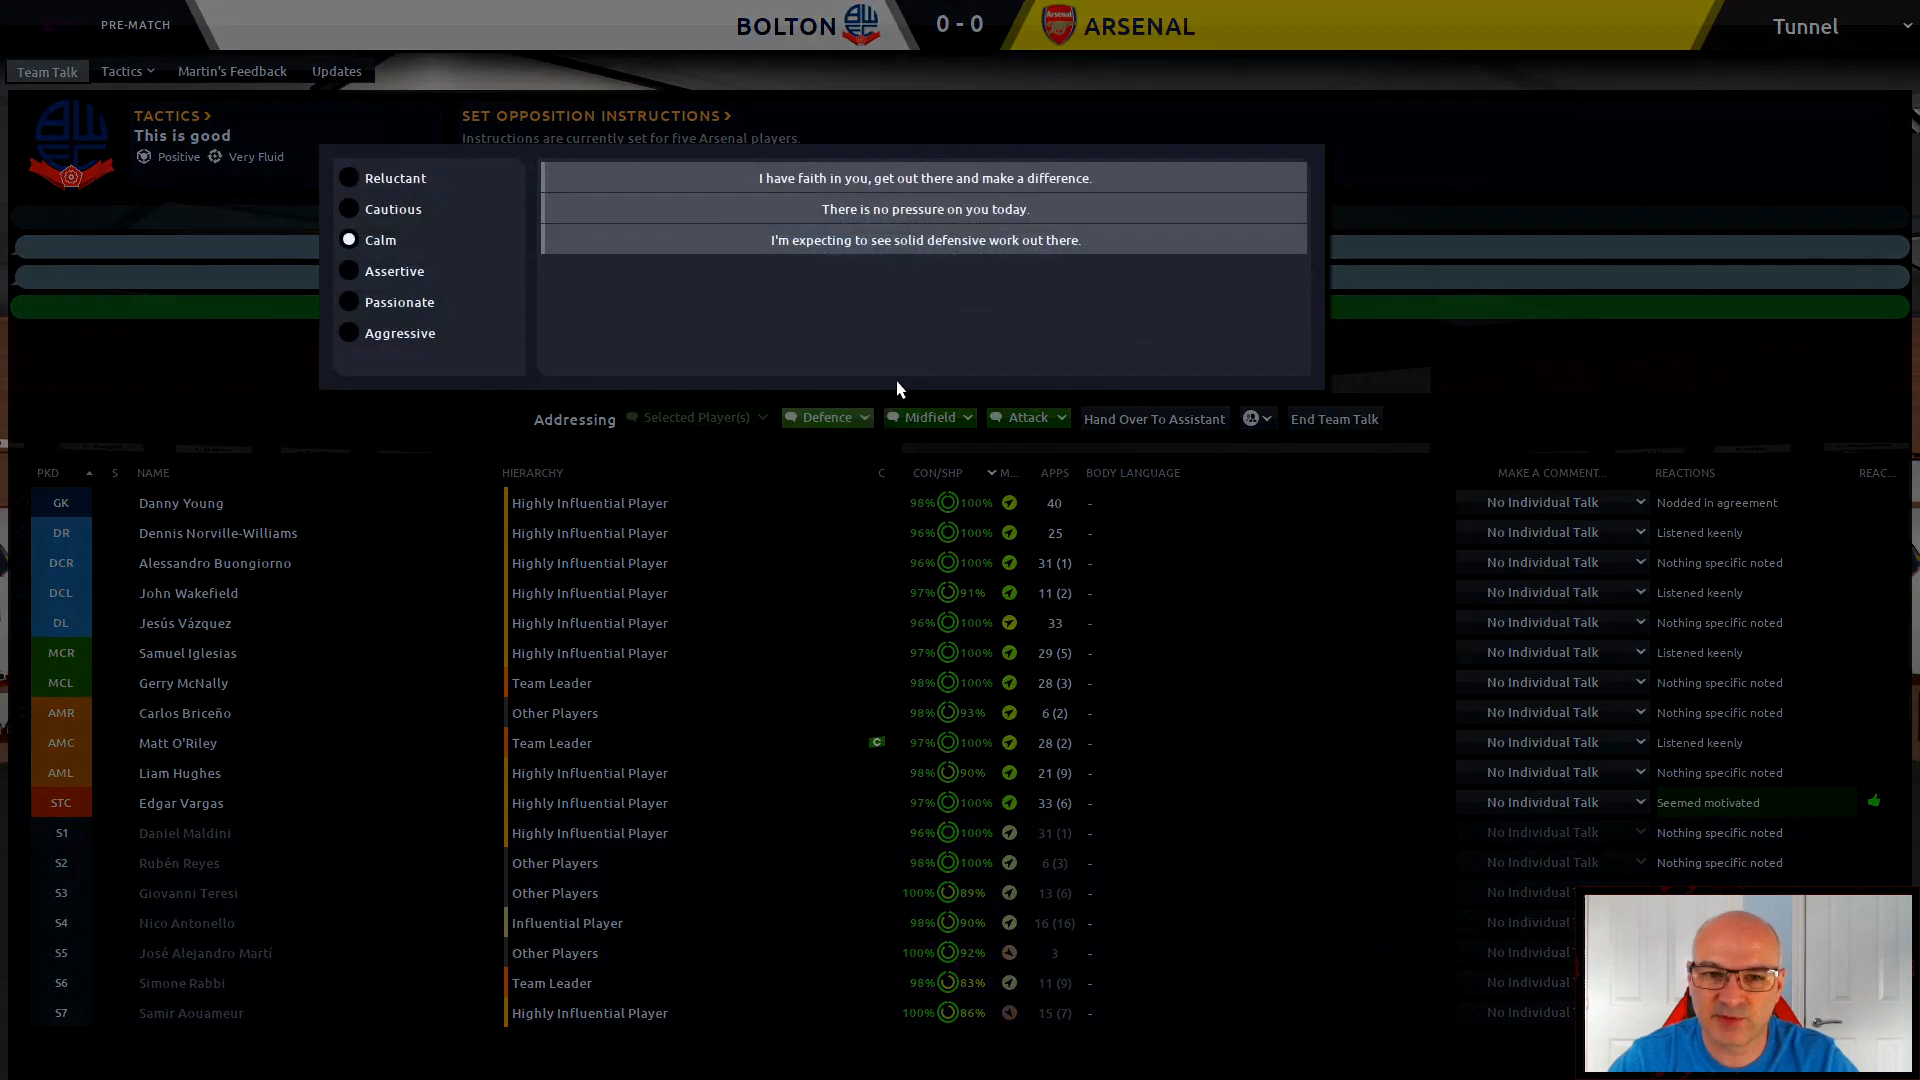 PRE-MATCH
BOLTON 0 - 0 ARSENAL
Tunnel
Team Talk Tactics Martin's Feedback Updates
TACTICS >
This is good
Positive Very Fluid
SET OPPOSITION INSTRUCTIONS >
Instructions are currently set for five Arsenal players.
Reluctant
Cautious
Calm
Assertive
Passionate
Aggressive
I have faith in you, get out there and make a difference.
There is no pressure on you today.
I'm expecting to see solid defensive work out there.
Addressing Selected Player(s) Defence Midfield Attack Hand Over To Assistant End Team Talk
PKD S NAME HIERARCHY C CON/SHP M... APPS BODY LANGUAGE MAKE A COMMENT... REACTIONS REAC...
GK Danny Young Highly Influential Player 98% 100% 40 - No Individual Talk Nodded in agreement
DR Dennis Norville-Williams Highly Influential Player 96% 100% 25 - No Individual Talk Listened keenly
DCR Alessandro Buongiorno Highly Influential Player 96% 100% 31 (1) - No Individual Talk Nothing specific noted
DCL John Wakefield Highly Influential Player 97% 91% 11 (2) - No Individual Talk Listened keenly
DL Jesús Vázquez Highly Influential Player 96% 100% 33 - No Individual Talk Nothing specific noted
MCR Samuel Iglesias Highly Influential Player 97% 100% 29 (5) - No Individual Talk Listened keenly
MCL Gerry McNally Team Leader 98% 100% 28 (3) - No Individual Talk Nothing specific noted
AMR Carlos Briceño Other Players 98% 93% 6 (2) - No Individual Talk Nothing specific noted
AMC Matt O'Riley Team Leader C 97% 100% 28 (2) - No Individual Talk Listened keenly
AML Liam Hughes Highly Influential Player 98% 90% 21 (9) - No Individual Talk Nothing specific noted
STC Edgar Vargas Highly Influential Player 97% 100% 33 (6) - No Individual Talk Seemed motivated
S1 Daniel Maldini Highly Influential Player 96% 100% 31 (1) - No Individual Talk Nothing specific noted
S2 Rubén Reyes Other Players 98% 100% 6 (3) - No Individual Talk Nothing specific noted
S3 Giovanni Teresi Other Players 100% 89% 13 (6) - No Individual
S4 Nico Antonello Influential Player 98% 90% 16 (16) - No Individual
S5 José Alejandro Martí Other Players 100% 92% 3 - No Individual
S6 Simone Rabbi Team Leader 98% 83% 11 (9) - No Individual
S7 Samir Aouameur Highly Influential Player 100% 86% 15 (7) - No Individual